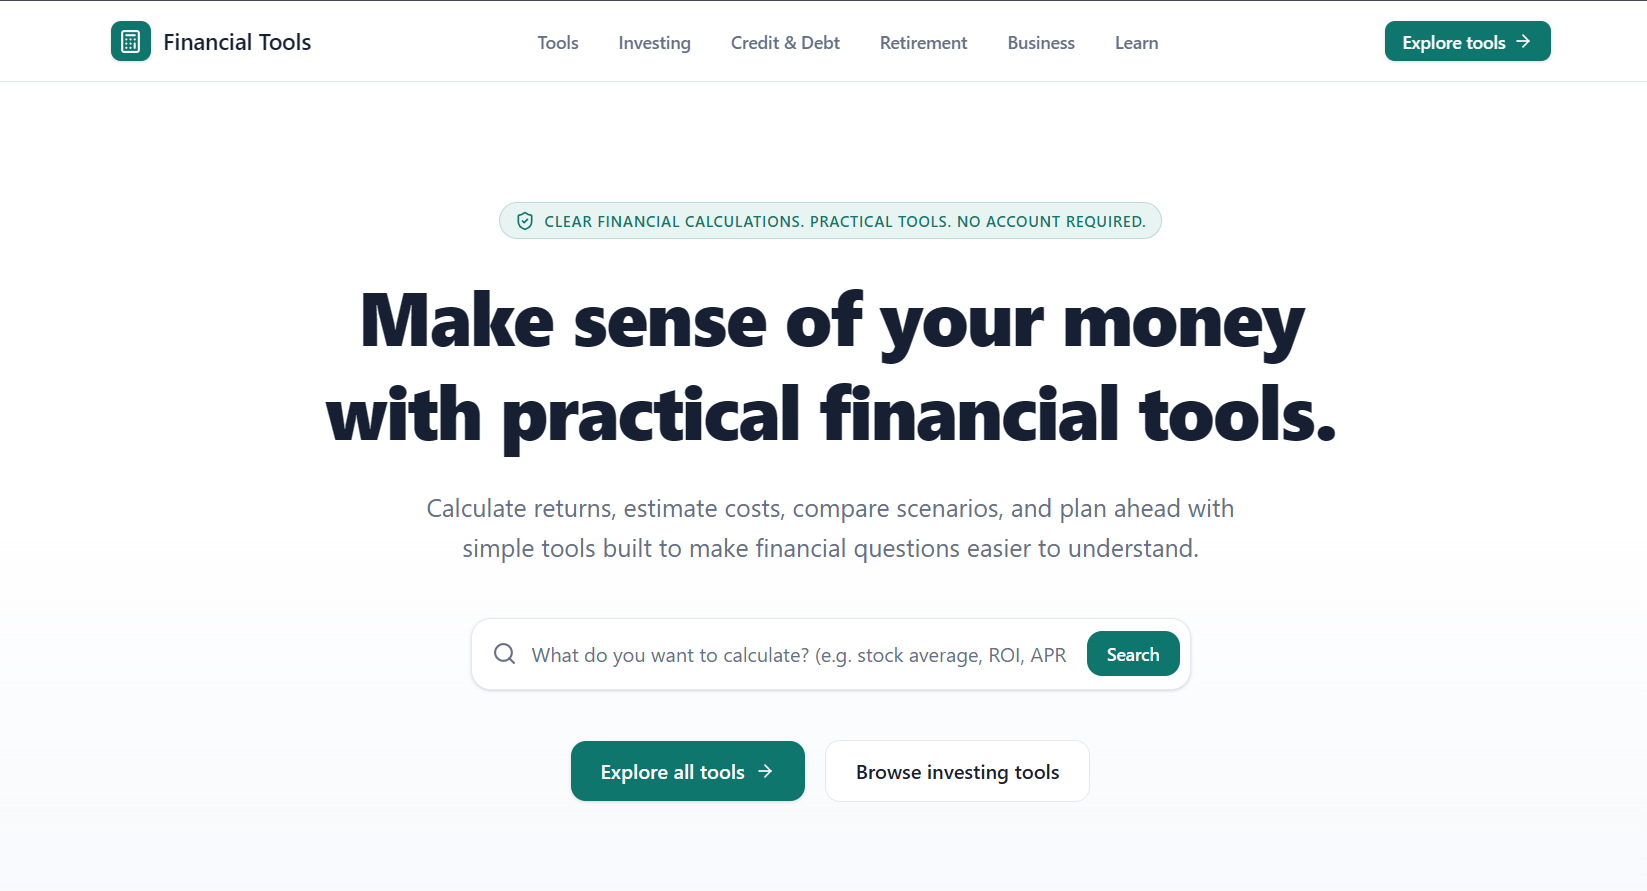 Financial Tools
Tools
Investing
Credit & Debt
Retirement
Business
Learn
Explore tools
CLEAR FINANCIAL CALCULATIONS. PRACTICAL TOOLS. NO ACCOUNT REQUIRED.
Make sense of your money
with practical financial tools.
Calculate returns, estimate costs, compare scenarios, and plan ahead with
simple tools built to make financial questions easier to understand.
What do you want to calculate? (e.g. stock average, ROI, APR
Search
Explore all tools
Browse investing tools